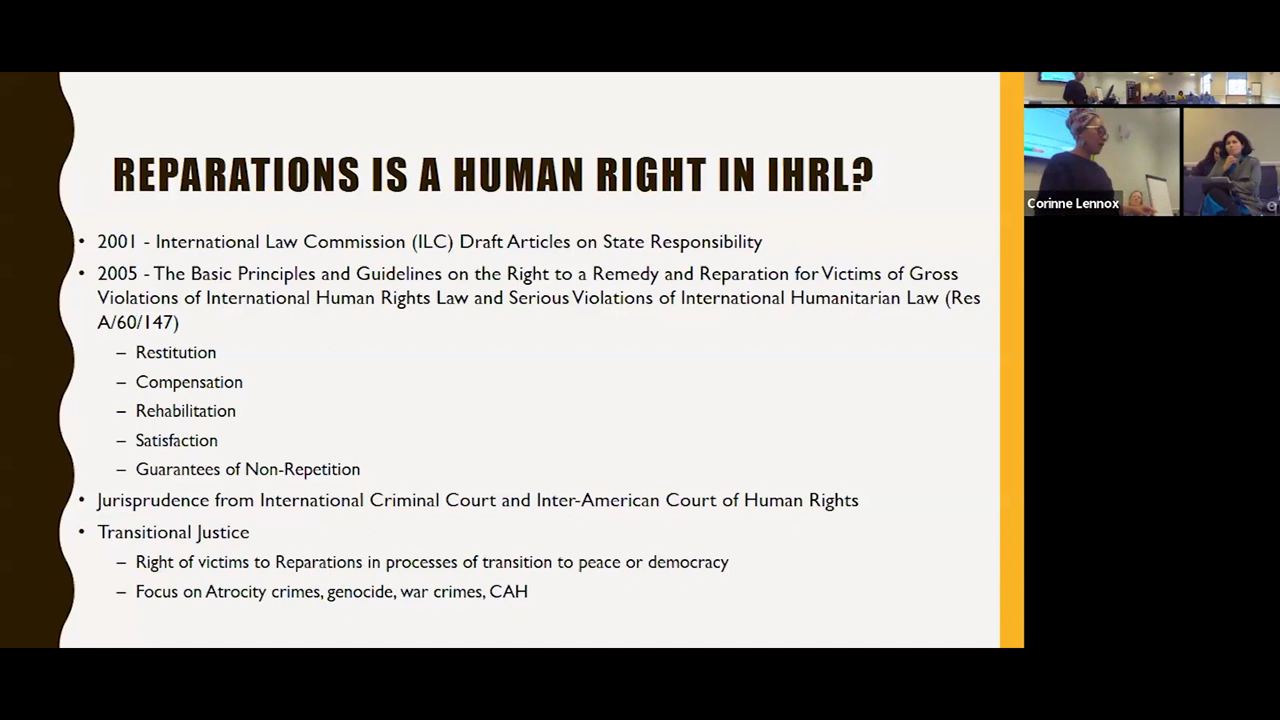 REPARATIONS IS A HUMAN RIGHT IN IHRL?
• 2001 - International Law Commission (ILC) Draft Articles on State Responsibility
• 2005 - The Basic Principles and Guidelines on the Right to a Remedy and Reparation for Victims of Gross
Violations of International Human Rights Law and Serious Violations of International Humanitarian Law (Res
A/60/147)
– Restitution
– Compensation
– Rehabilitation
– Satisfaction
– Guarantees of Non-Repetition
• Jurisprudence from International Criminal Court and Inter-American Court of Human Rights
• Transitional Justice
– Right of victims to Reparations in processes of transition to peace or democracy
– Focus on Atrocity crimes, genocide, war crimes, CAH
Corinne Lennox